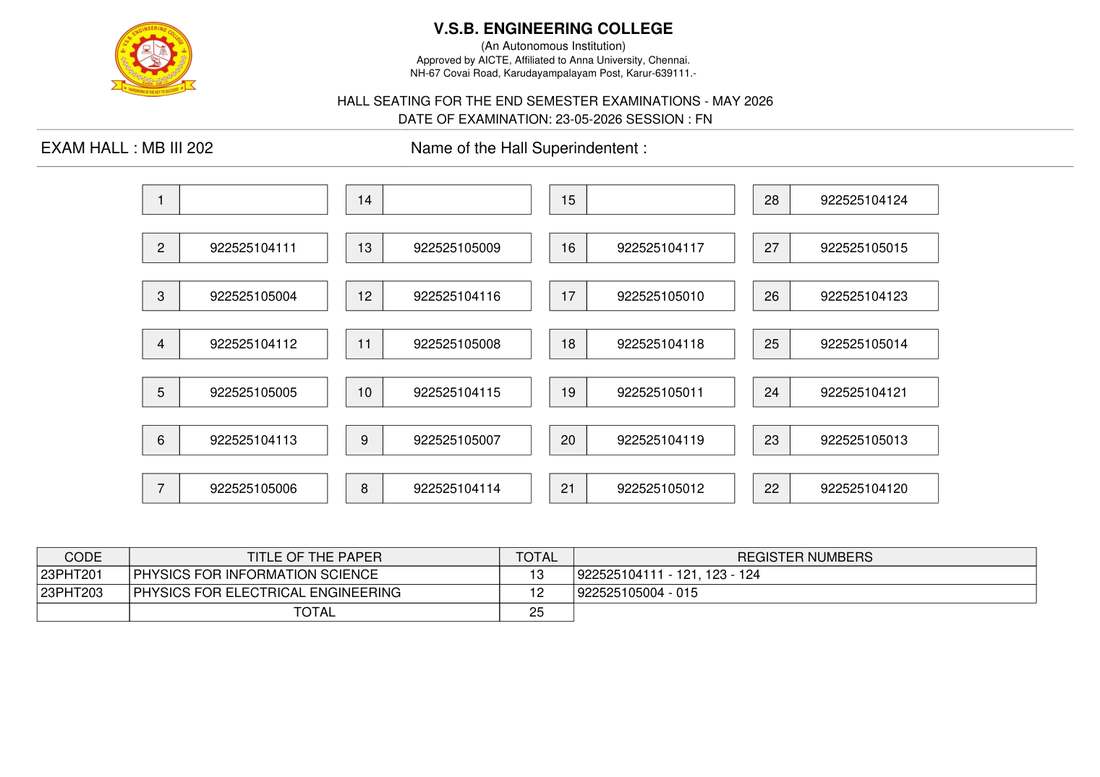 V.S.B. ENGINEERING COLLEGE
(An Autonomous Institution)
Approved by AICTE, Affiliated to Anna University, Chennai.
NH-67 Covai Road, Karudayampalayam Post, Karur-639111.-
HALL SEATING FOR THE END SEMESTER EXAMINATIONS - MAY 2026
DATE OF EXAMINATION: 23-05-2026 SESSION : FN
EXAM HALL : MB III 202 Name of the Hall Superindentent :
1 14 15 28 922525104124
2 922525104111 13 922525105009 16 922525104117 27 922525105015
3 922525105004 12 922525104116 17 922525105010 26 922525104123
4 922525104112 11 922525105008 18 922525104118 25 922525105014
5 922525105005 10 922525104115 19 922525105011 24 922525104121
6 922525104113 9 922525105007 20 922525104119 23 922525105013
7 922525105006 8 922525104114 21 922525105012 22 922525104120
CODE TITLE OF THE PAPER TOTAL REGISTER NUMBERS
23PHT201 PHYSICS FOR INFORMATION SCIENCE 13 922525104111 - 121, 123 - 124
23PHT203 PHYSICS FOR ELECTRICAL ENGINEERING 12 922525105004 - 015
TOTAL 25